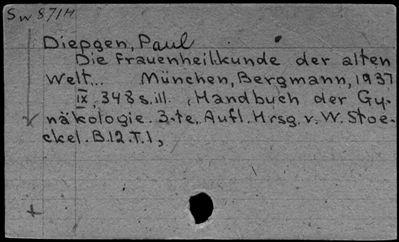 Sw 871H
Diepgen, Paul
Die Frauenheilkunde der alten
Welt... München, Bergmann, 1937
IX, 348 s. ill. , Handbuch der Gy-
näkologie. 3-te. Aufl. Hrsg. v. W. Stoe-
ckel. B.12.T.1,